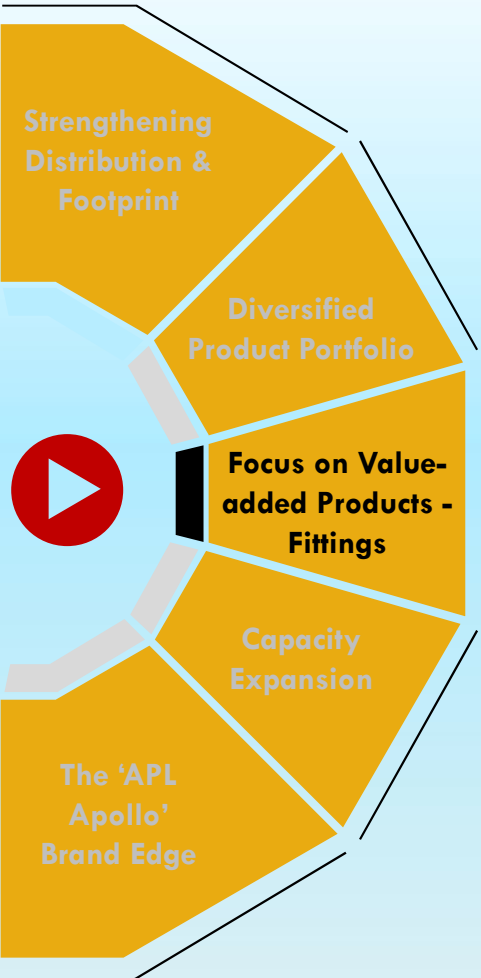 Strengthening
Distribution &
Footprint
Diversified
Product Portfolio
Focus on Value-
added Products -
Fittings
Capacity
Expansion
The ‘APL
Apollo’
Brand Edge